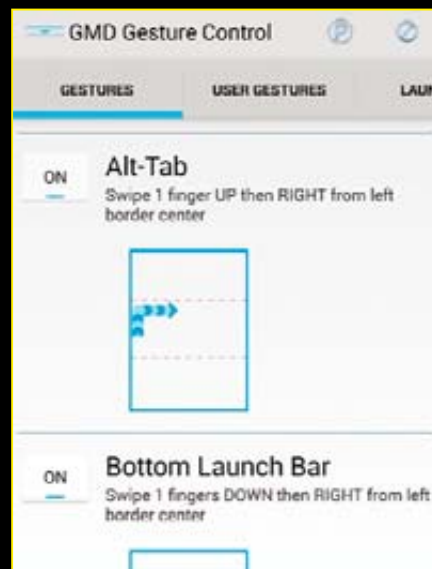 GMD Gesture Control
GESTURES USER GESTURES LAUN
ON
Alt-Tab
Swipe 1 finger UP then RIGHT from left
border center
ON
Bottom Launch Bar
Swipe 1 fingers DOWN then RIGHT from left
border center